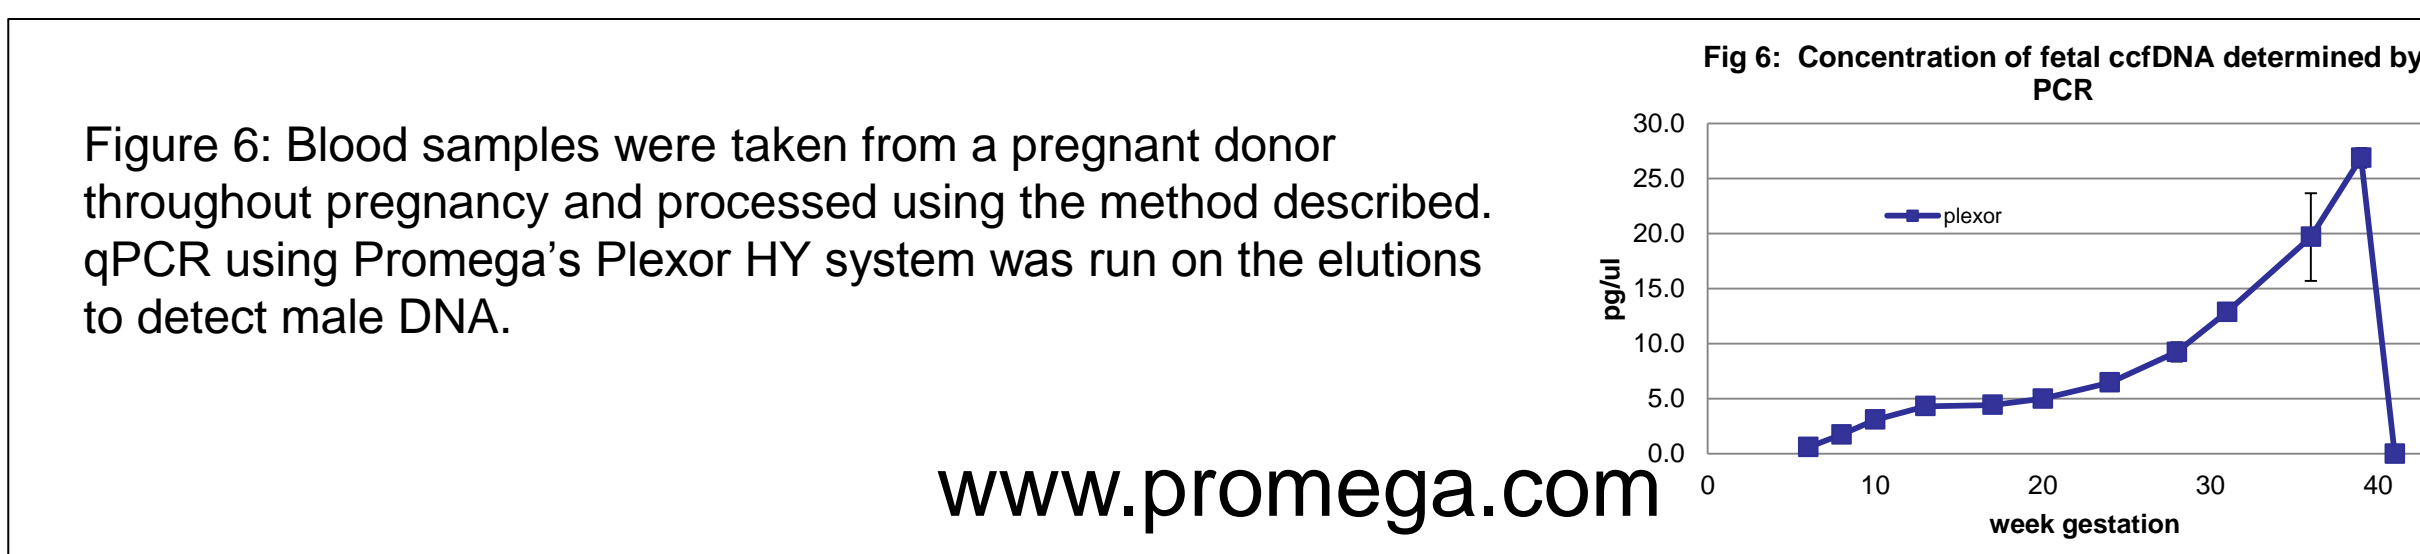 Figure 6: Blood samples were taken from a pregnant donor
throughout pregnancy and processed using the method described.
qPCR using Promega’s Plexor HY system was run on the elutions
to detect male DNA.
www.promega.com
Fig 6:  Concentration of fetal ccfDNA determined by
PCR
30.0
25.0
20.0
15.0
10.0
5.0
0.0
pg/ul
plexor
0 10 20 30 40
week gestation